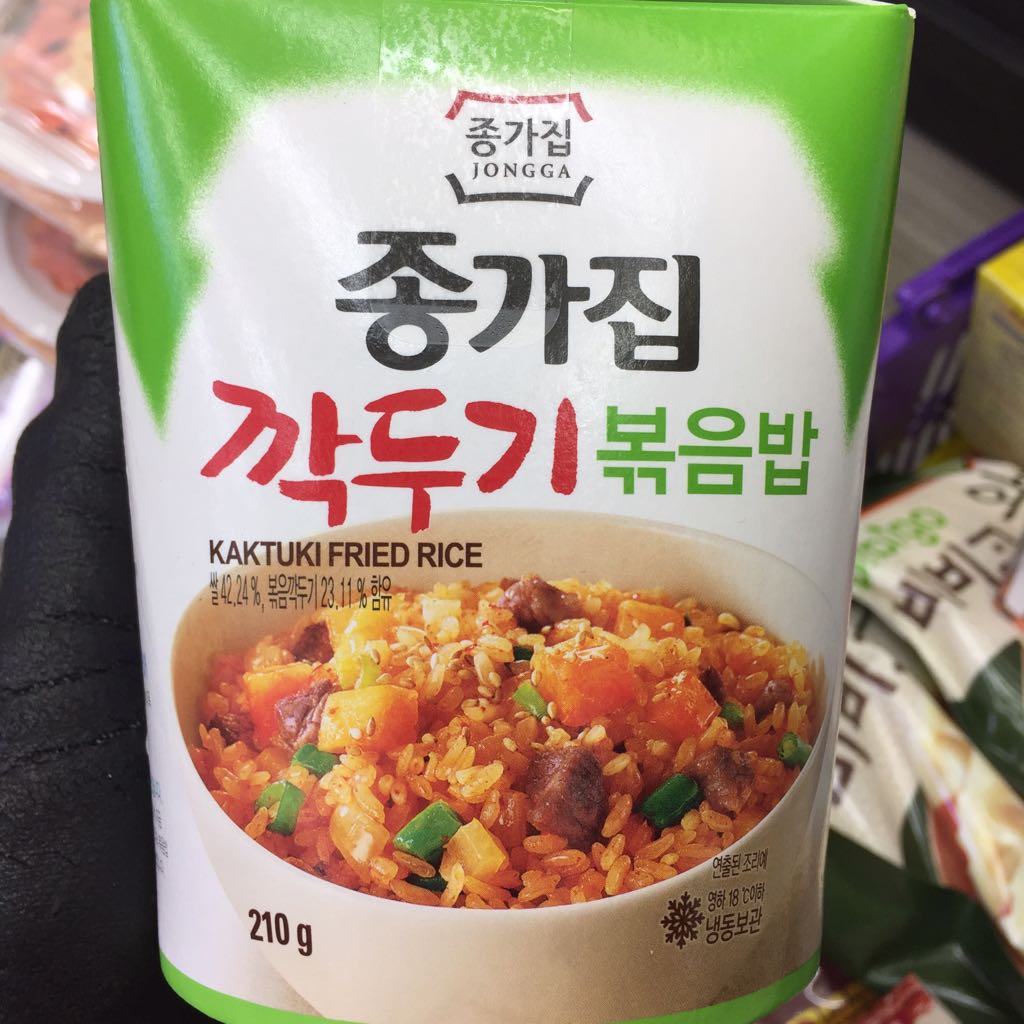 종가집
JONGGA
종가집
깍두기 볶음밥
KAKTUKI FRIED RICE
쌀 42,24 %, 볶음깍두기 23,11 % 함유
연출된 조리예
영하 18 ℃이하
냉동보관
210 g